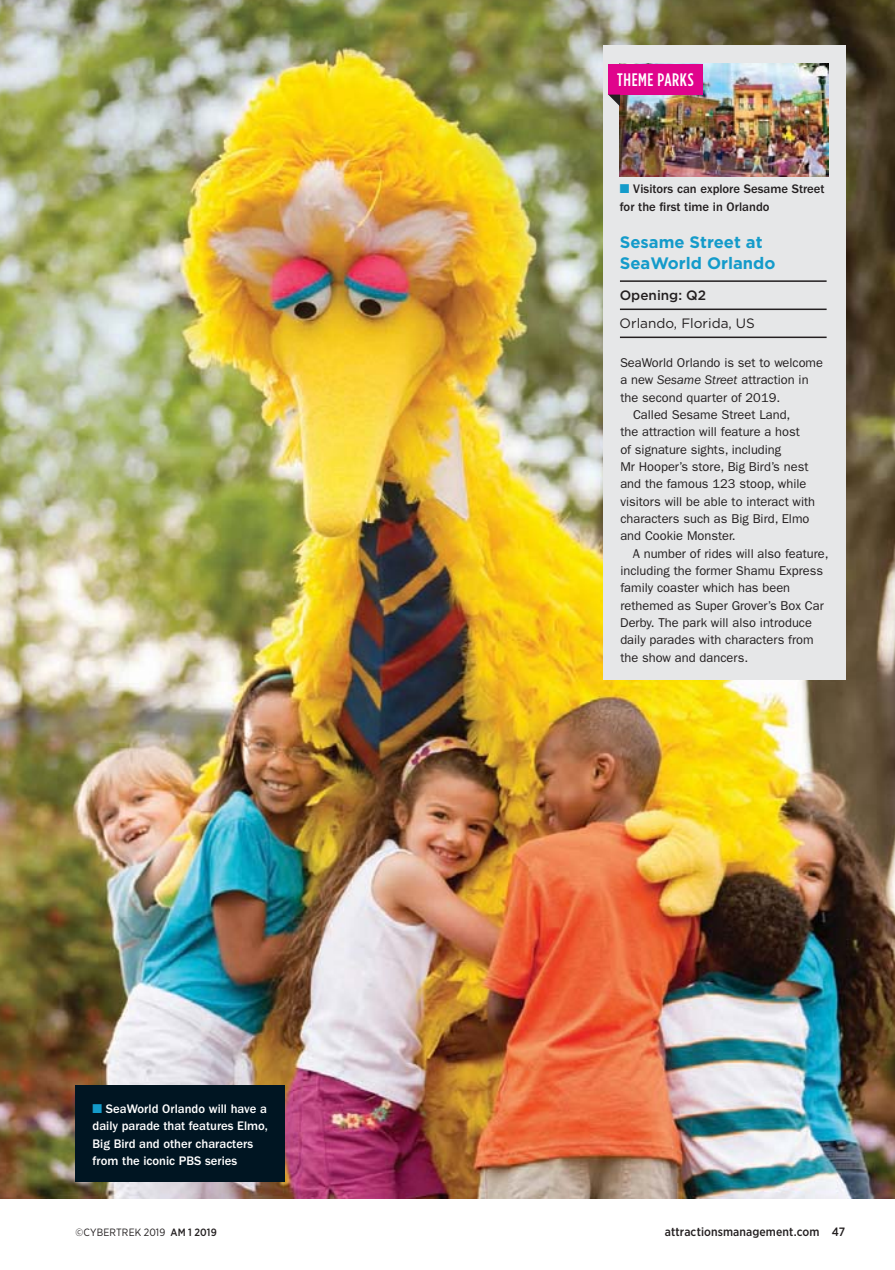 THEME PARKS
Visitors can explore Sesame Street
for the first time in Orlando
Sesame Street at
SeaWorld Orlando
Opening: Q2
Orlando, Florida, US
SeaWorld Orlando is set to welcome
a new Sesame Street attraction in
the second quarter of 2019.
Called Sesame Street Land,
the attraction will feature a host
of signature sights, including
Mr Hooper's store, Big Bird's nest
and the famous 123 stoop, while
visitors will be able to interact with
characters such as Big Bird, Elmo
and Cookie Monster.
A number of rides will also feature,
including the former Shamu Express
family coaster which has been
rethemed as Super Grover's Box Car
Derby. The park will also introduce
daily parades with characters from
the show and dancers.
SeaWorld Orlando will have a
daily parade that features Elmo,
Big Bird and other characters
from the iconic PBS series
©CYBERTREK 2019 AM 1 2019
attractionsmanagement.com 47